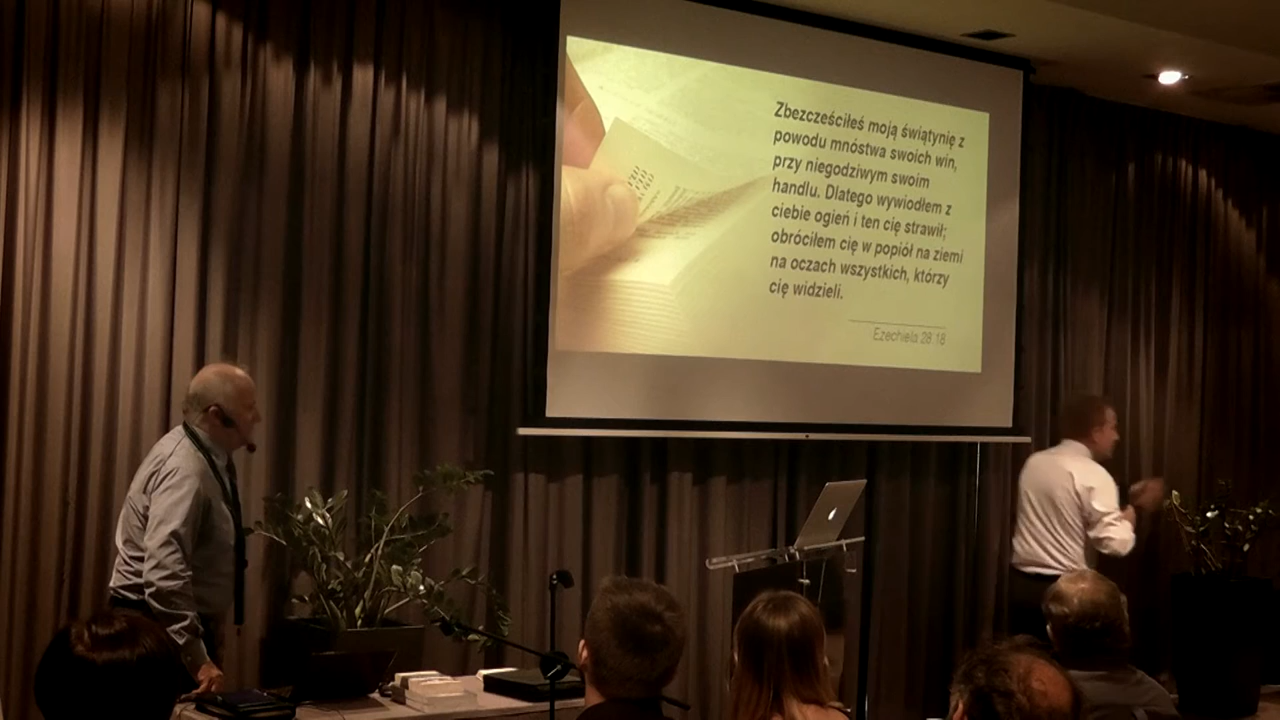 Zbezcześciłeś moją świątynię z
powodu mnóstwa swoich win,
przy niegodziwym swoim
handlu. Dlatego wywiodłem z
ciebie ogień i ten cię strawił;
obróciłem cię w popiół na ziemi
na oczach wszystkich, którzy
cię widzieli.
Ezechiela 28:18